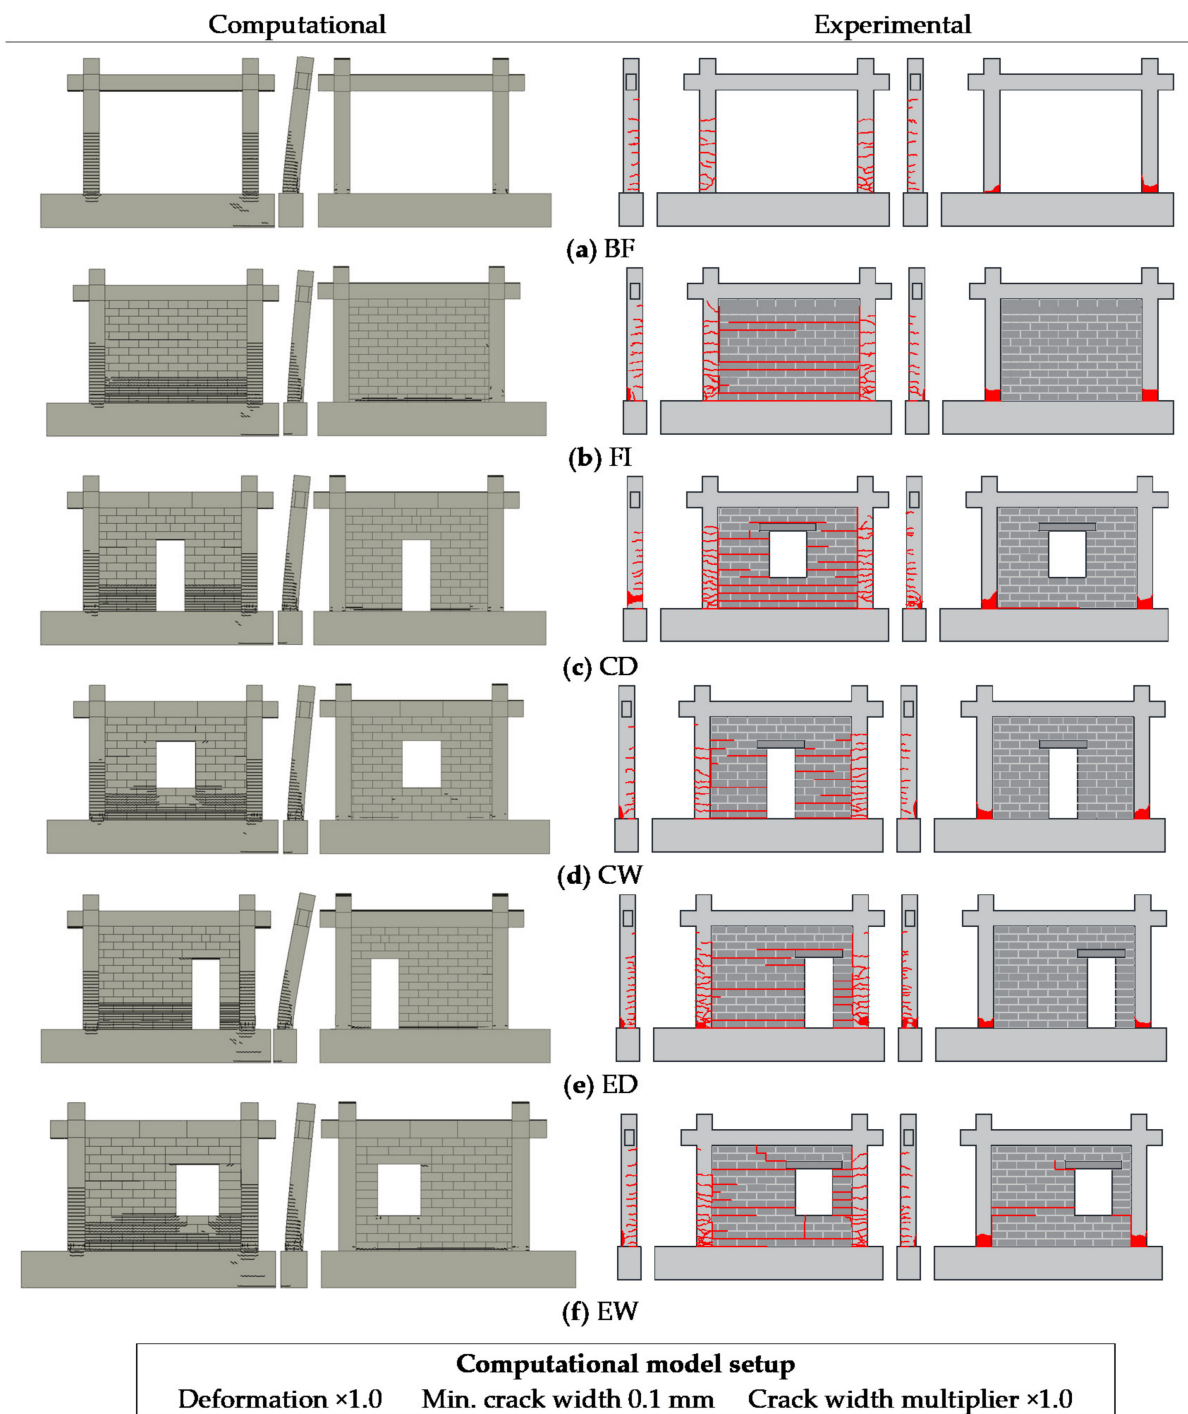 Computational Experimental
(a) BF
(b) FI
(c) CD
(d) CW
(e) ED
(f) EW
Computational model setup
Deformation ×1.0 Min. crack width 0.1 mm Crack width multiplier ×1.0